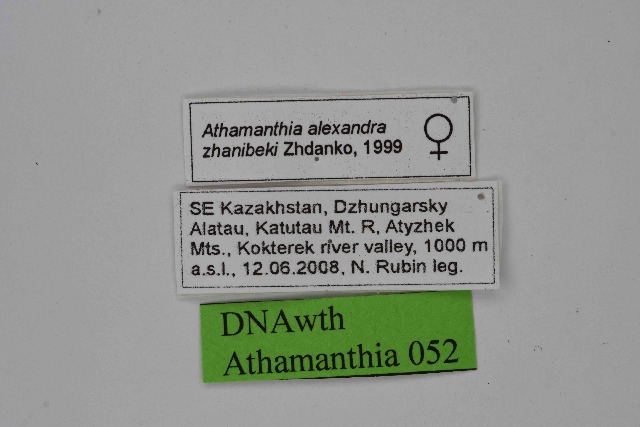 Athamanthia alexandra
zhanibeki Zhdanko, 1999 ♀
SE Kazakhstan, Dzhungarsky
Alatau, Katutau Mt. R, Atyzhek
Mts., Kokterek river valley, 1000 m
a.s.l., 12.06.2008, N. Rubin leg.
DNAwth
Athamanthia 052